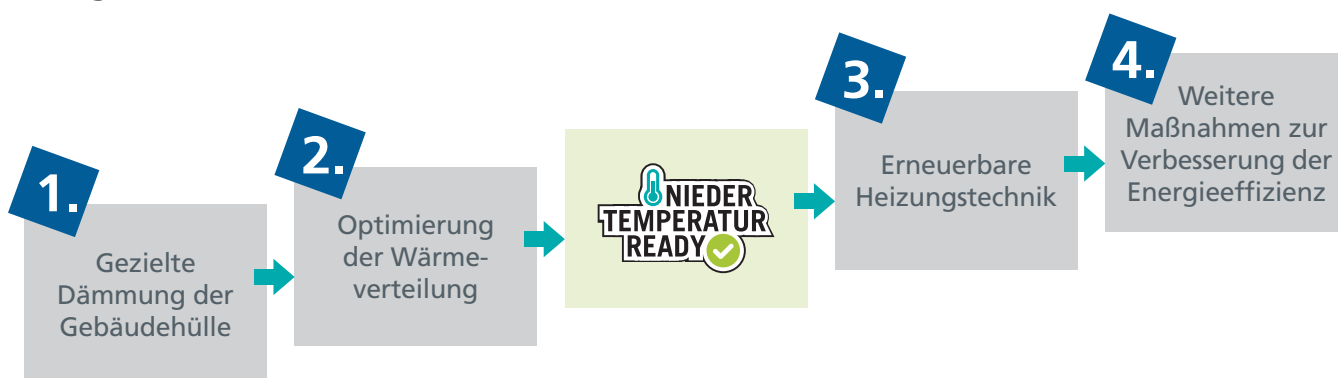 1.
Gezielte
Dämmung der
Gebäudehülle
2.
Optimierung
der Wärme-
verteilung
NIEDER
TEMPERATUR
READY
3.
Erneuerbare
Heizungstechnik
4.
Weitere
Maßnahmen zur
Verbesserung der
Energieeffizienz